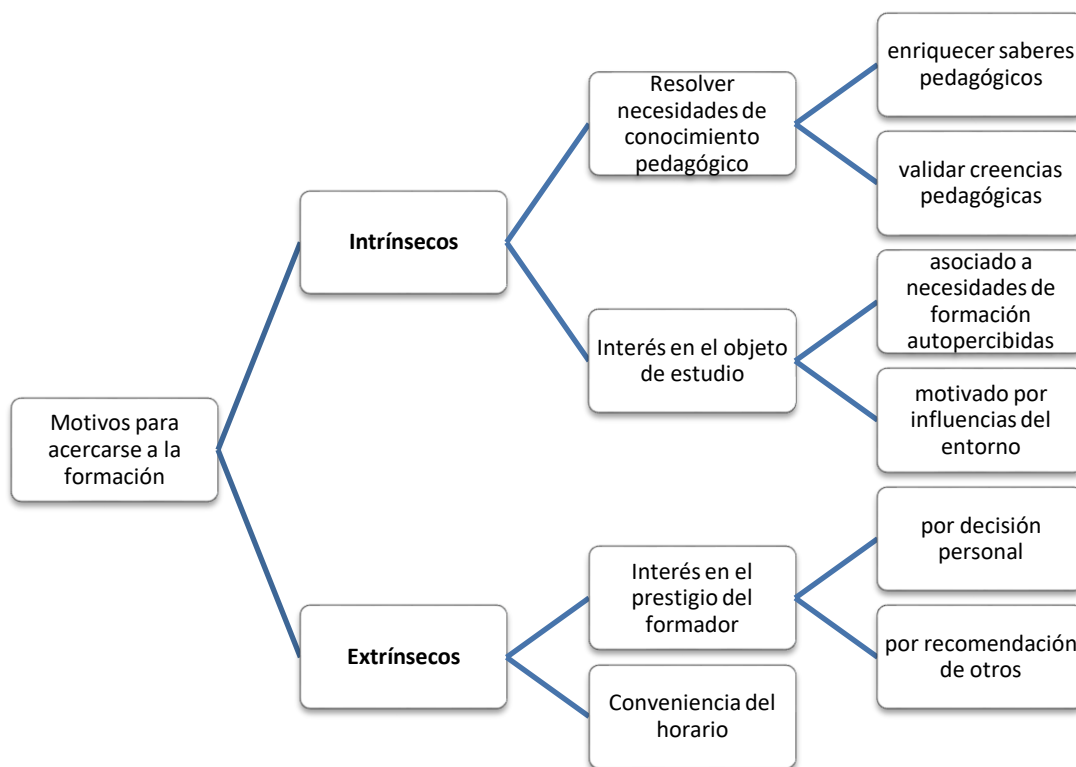 enriquecer saberes
pedagógicos
Resolver
necesidades de
conocimiento
pedagógico
validar creencias
pedagógicas
Intrínsecos
asociado a
necesidades de
formación
autopercibidas
Interés en el objeto
de estudio
motivado por
influencias del
entorno
Motivos para
acercarse a la
formación
por decisión
personal
Interés en el
prestigio del
formador
por recomendación
de otros
Extrínsecos
Conveniencia del
horario